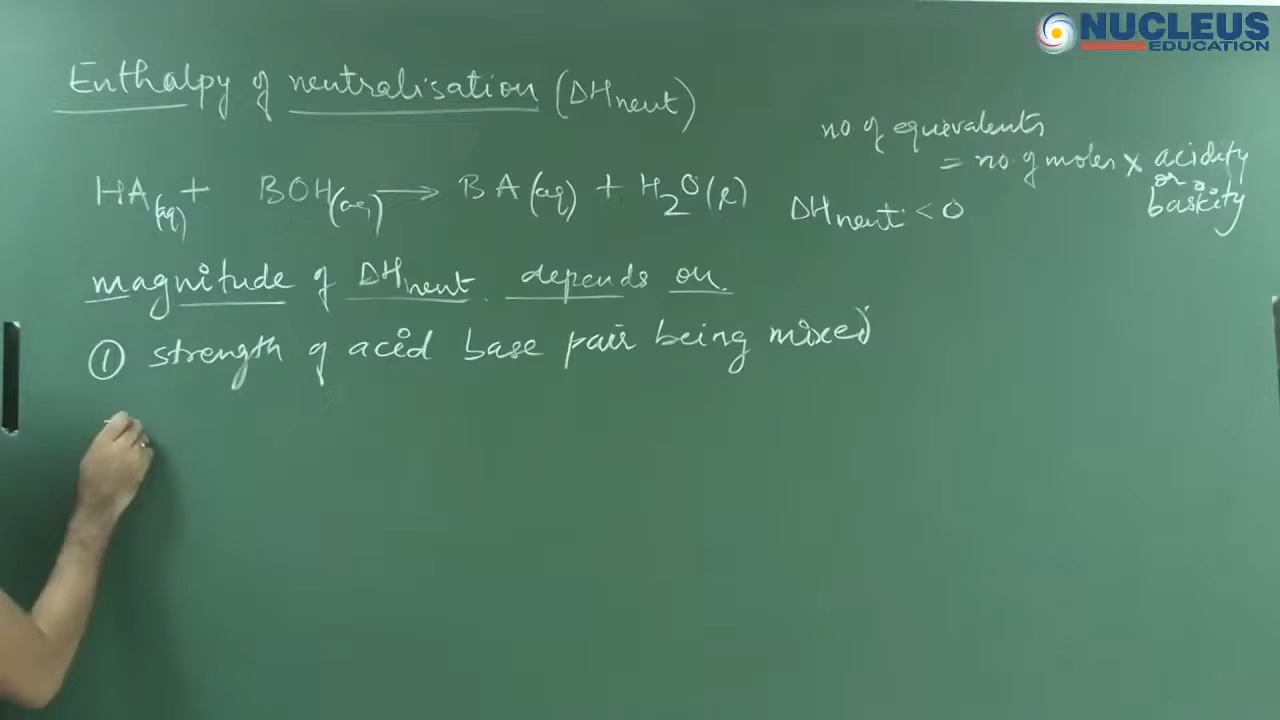 NUCLEUS
EDUCATION
Enthalpy of neutralisation (ΔHneut)
no of equivalents
= no of moles × acidity
or
basicity
HA(aq) + BOH(aq) → BA(aq) + H2O(l)
ΔHneut < 0
magnitude of ΔHneut depends on
① strength of acid base pair being mixed